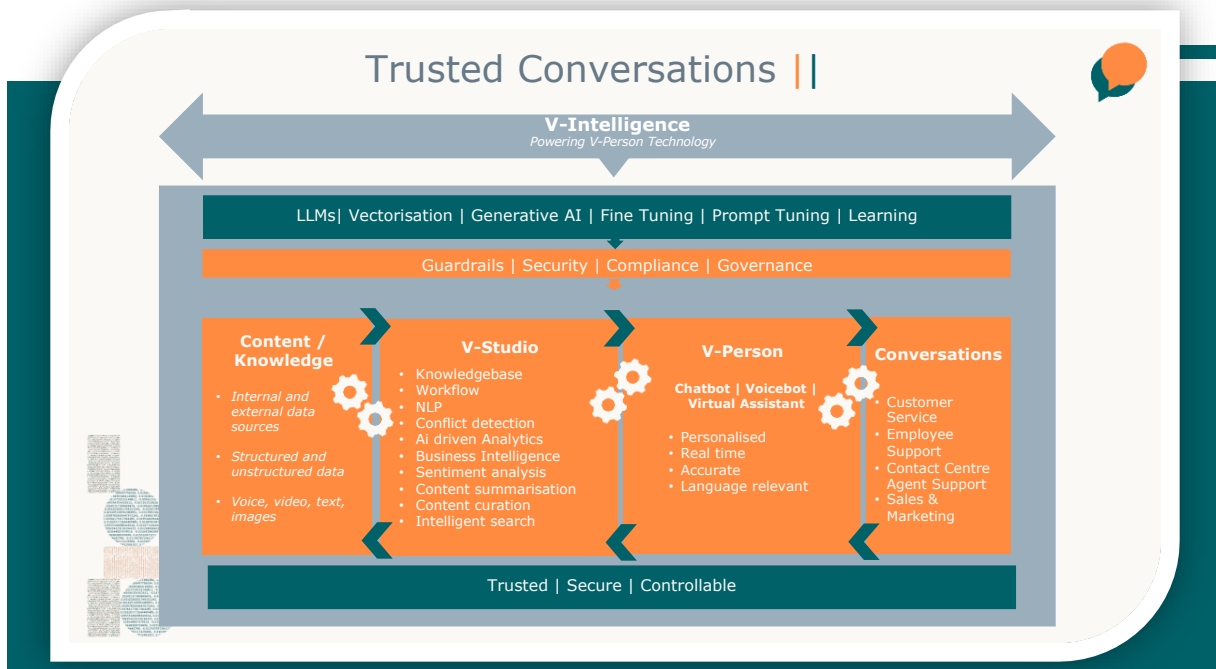 Trusted Conversations ||
V-Intelligence
Powering V-Person Technology
LLMs| Vectorisation | Generative AI | Fine Tuning | Prompt Tuning | Learning
Guardrails | Security | Compliance | Governance
Content /
Knowledge
• Internal and
external data
sources
• Structured and
unstructured data
• Voice, video, text,
images
V-Studio
• Knowledgebase
• Workflow
• NLP
• Conflict detection
• Ai driven Analytics
• Business Intelligence
• Sentiment analysis
• Content summarisation
• Content curation
• Intelligent search
V-Person
Chatbot | Voicebot |
Virtual Assistant
• Personalised
• Real time
• Accurate
• Language relevant
Conversations
• Customer
Service
• Employee
Support
• Contact Centre
Agent Support
• Sales &
Marketing
Trusted | Secure | Controllable